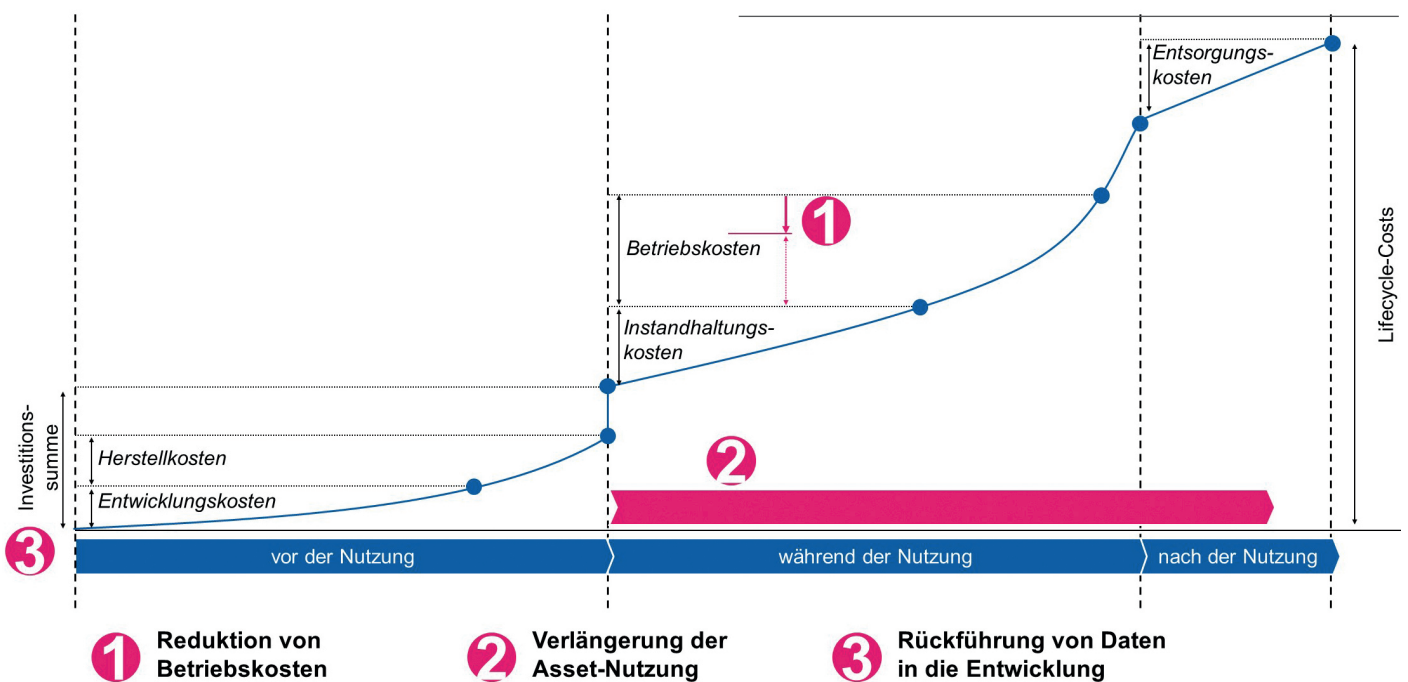 Entsorgungs-
kosten
1
Betriebskosten
Instandhaltungs-
kosten
Lifecycle-Costs
Investitions-
summe
Herstellkosten
Entwicklungskosten
2
3
vor der Nutzung
während der Nutzung
nach der Nutzung
1
Reduktion von
Betriebskosten
2
Verlängerung der
Asset-Nutzung
3
Rückführung von Daten
in die Entwicklung